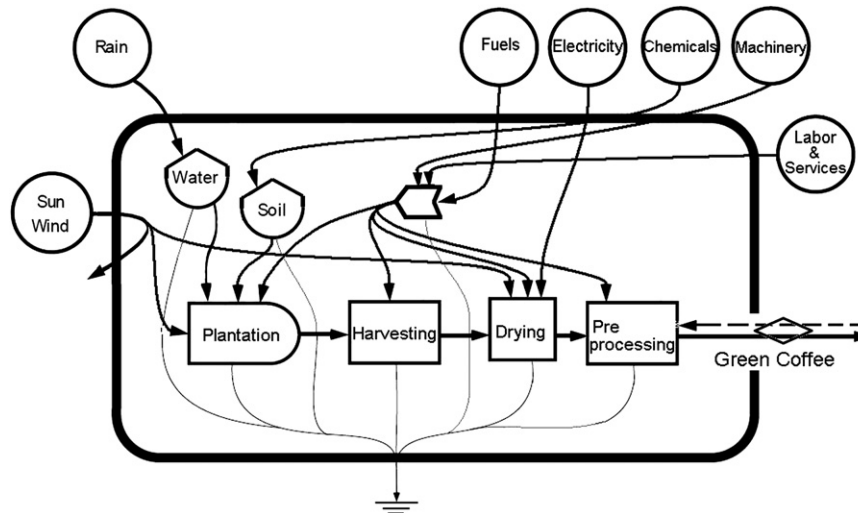 Rain
Fuels
Electricity
Chemicals
Machinery
Labor
&
Services
Water
Sun
Wind
Soil
Plantation
Harvesting
Drying
Pre
processing
Green Coffee